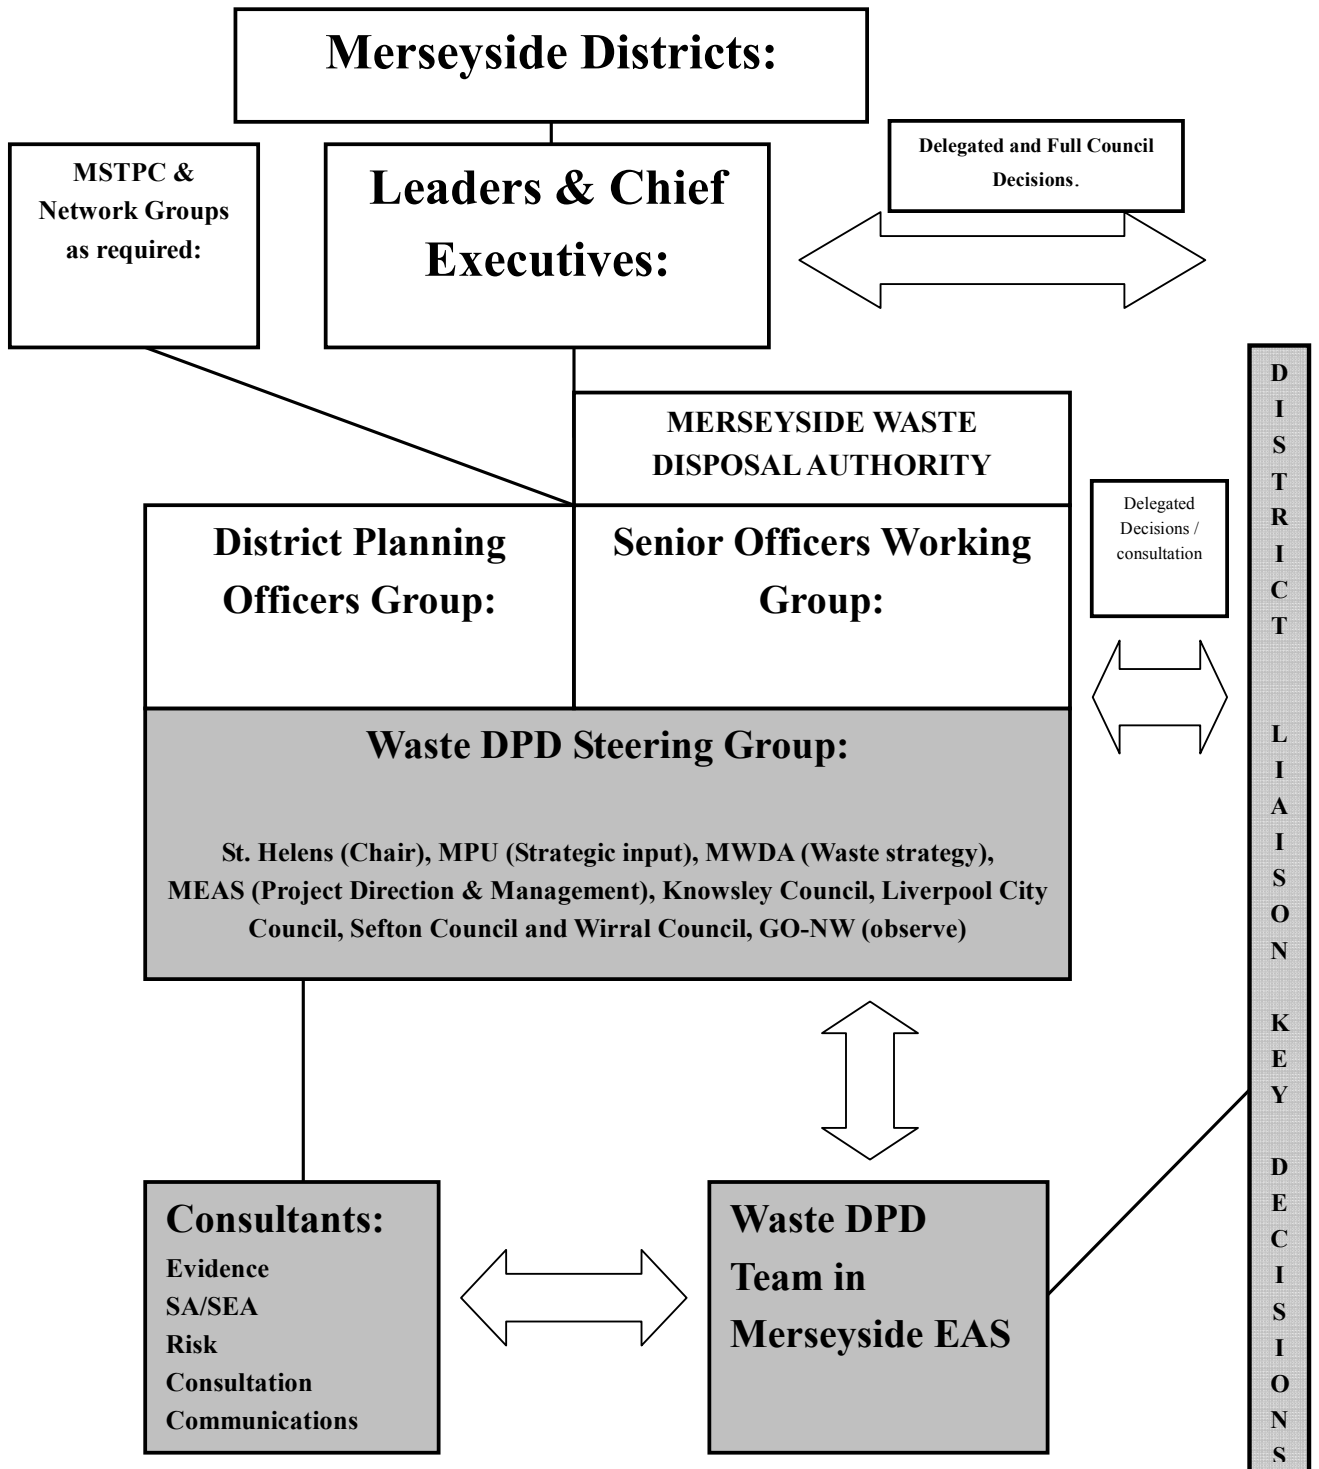 Merseyside Districts:
MSTPC &
Network Groups
as required:
Leaders & Chief
Executives:
Delegated and Full Council
Decisions.
MERSEYSIDE WASTE
DISPOSAL AUTHORITY
District Planning
Officers Group:
Senior Officers Working
Group:
Delegated
Decisions /
consultation
Waste DPD Steering Group:
St. Helens (Chair), MPU (Strategic input), MWDA (Waste strategy),
MEAS (Project Direction & Management), Knowsley Council, Liverpool City
Council, Sefton Council and Wirral Council, GO-NW (observe)
Consultants:
Evidence
SA/SEA
Risk
Consultation
Communications
Waste DPD
Team in
Merseyside EAS
DISTRICT LIAISON KEY DECISIONS